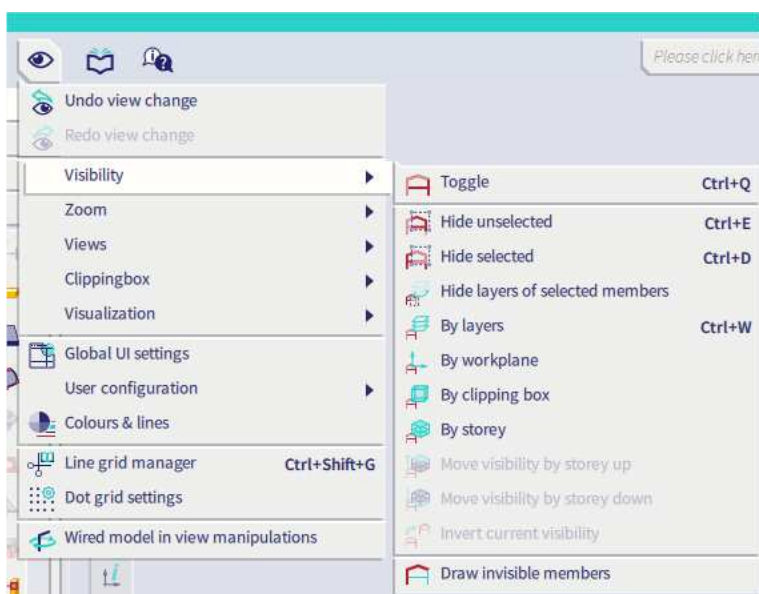 Please click her
Undo view change
Redo view change
Visibility
Zoom
Views
Clippingbox
Visualization
Global UI settings
User configuration
Colours & lines
Line grid manager Ctrl+Shift+G
Dot grid settings
Wired model in view manipulations
Toggle Ctrl+Q
Hide unselected Ctrl+E
Hide selected Ctrl+D
Hide layers of selected members
By layers Ctrl+W
By workplane
By clipping box
By storey
Move visibility by storey up
Move visibility by storey down
Invert current visibility
Draw invisible members